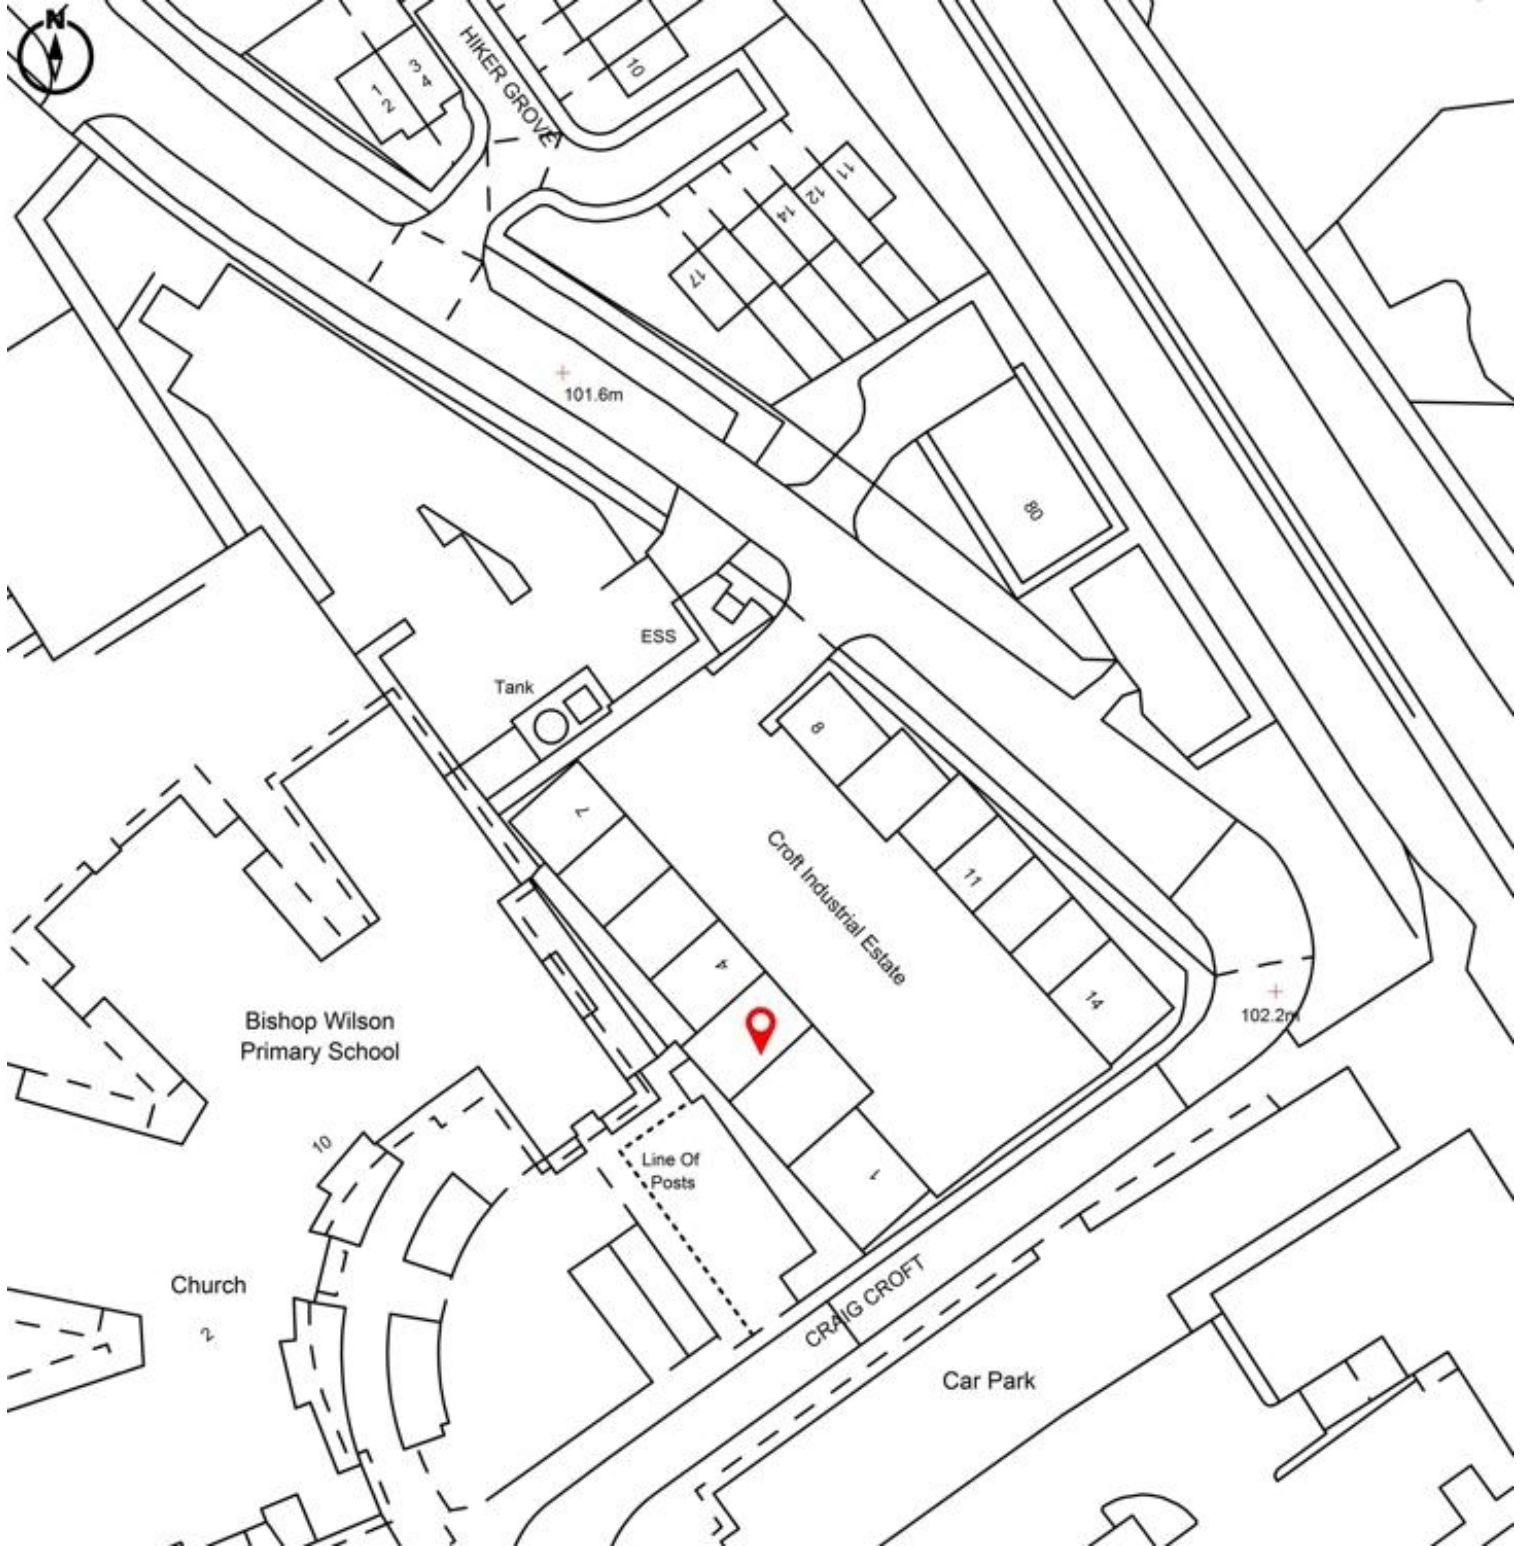 N
HIKER GROVE
1
2
3
4
10
11
12
14
17
101.6m
80
ESS
Tank
8
7
Croft Industrial Estate
11
4
14
102.2m
Bishop Wilson
Primary School
10
Line Of
Posts
1
Church
2
CRAIG CROFT
Car Park